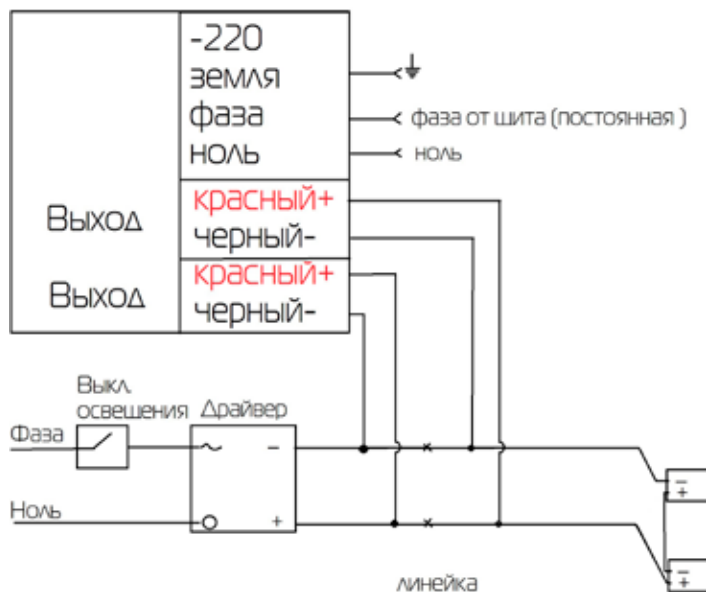 -220
земля
фаза
фаза от щита (постоянная )
ноль
ноль
Выход
красный+
черный-
Выход
красный+
черный-
Выкл.
освещения
Драйвер
Фаза
~
-
Ноль
+
-
+
-
+
линейка